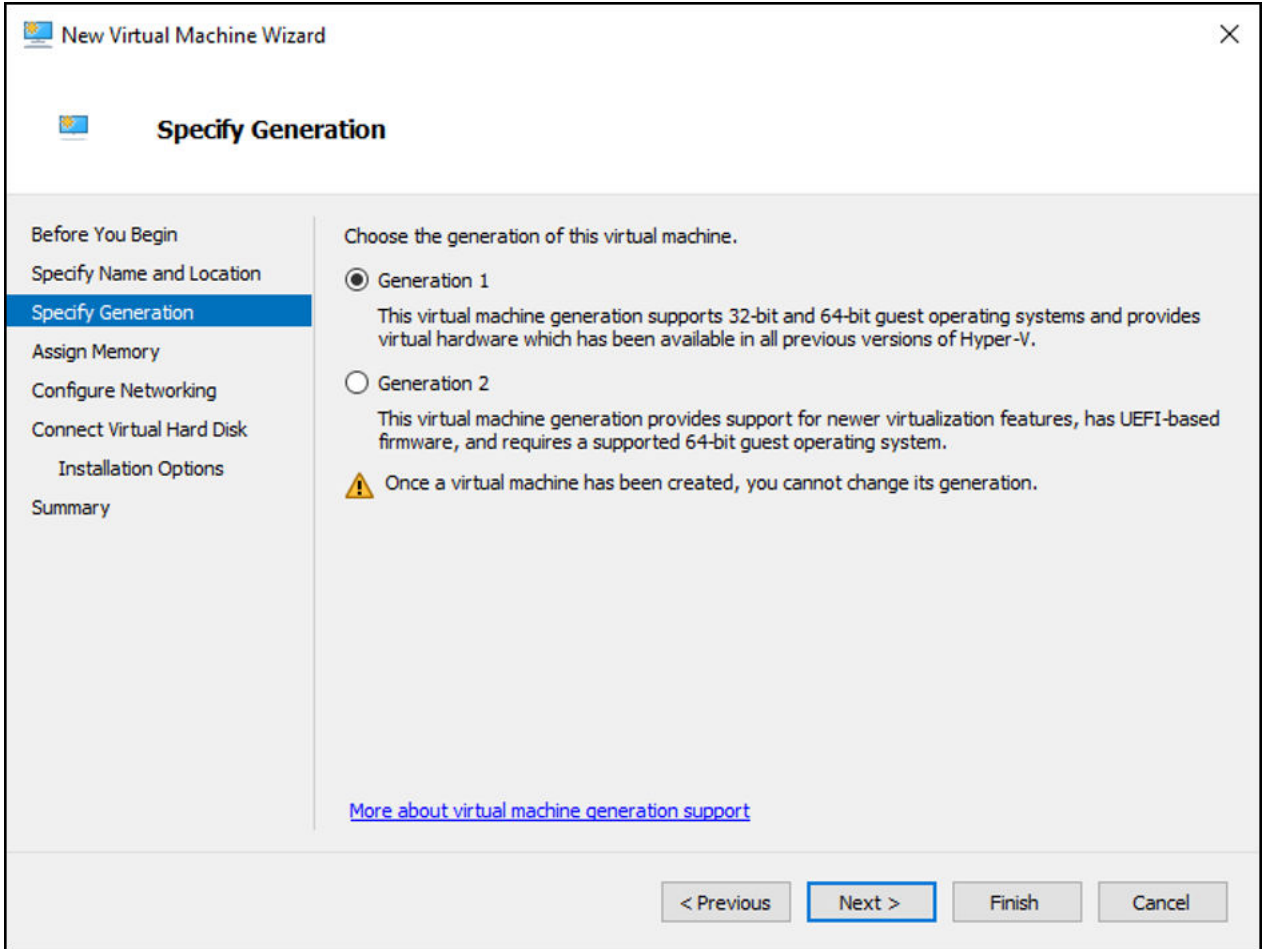 New Virtual Machine Wizard
Specify Generation
Before You Begin
Specify Name and Location
Specify Generation
Assign Memory
Configure Networking
Connect Virtual Hard Disk
Installation Options
Summary
Choose the generation of this virtual machine.
Generation 1
This virtual machine generation supports 32-bit and 64-bit guest operating systems and provides
virtual hardware which has been available in all previous versions of Hyper-V.
Generation 2
This virtual machine generation provides support for newer virtualization features, has UEFI-based
firmware, and requires a supported 64-bit guest operating system.
Once a virtual machine has been created, you cannot change its generation.
More about virtual machine generation support
< Previous
Next >
Finish
Cancel